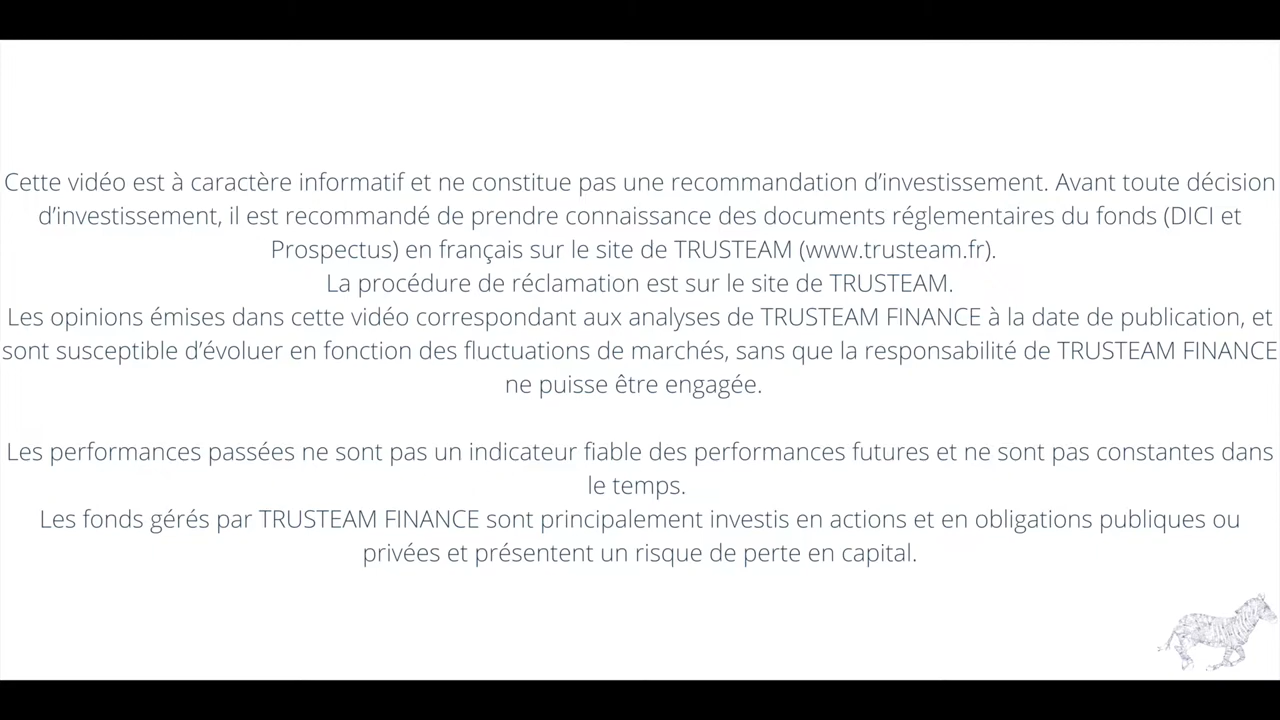 Cette vidéo est à caractère informatif et ne constitue pas une recommandation d’investissement. Avant toute décision
d’investissement, il est recommandé de prendre connaissance des documents réglementaires du fonds (DICI et
Prospectus) en français sur le site de TRUSTEAM (www.trusteam.fr).
La procédure de réclamation est sur le site de TRUSTEAM.
Les opinions émises dans cette vidéo correspondant aux analyses de TRUSTEAM FINANCE à la date de publication, et
sont susceptible d’évoluer en fonction des fluctuations de marchés, sans que la responsabilité de TRUSTEAM FINANCE
ne puisse être engagée.
Les performances passées ne sont pas un indicateur fiable des performances futures et ne sont pas constantes dans
le temps.
Les fonds gérés par TRUSTEAM FINANCE sont principalement investis en actions et en obligations publiques ou
privées et présentent un risque de perte en capital.